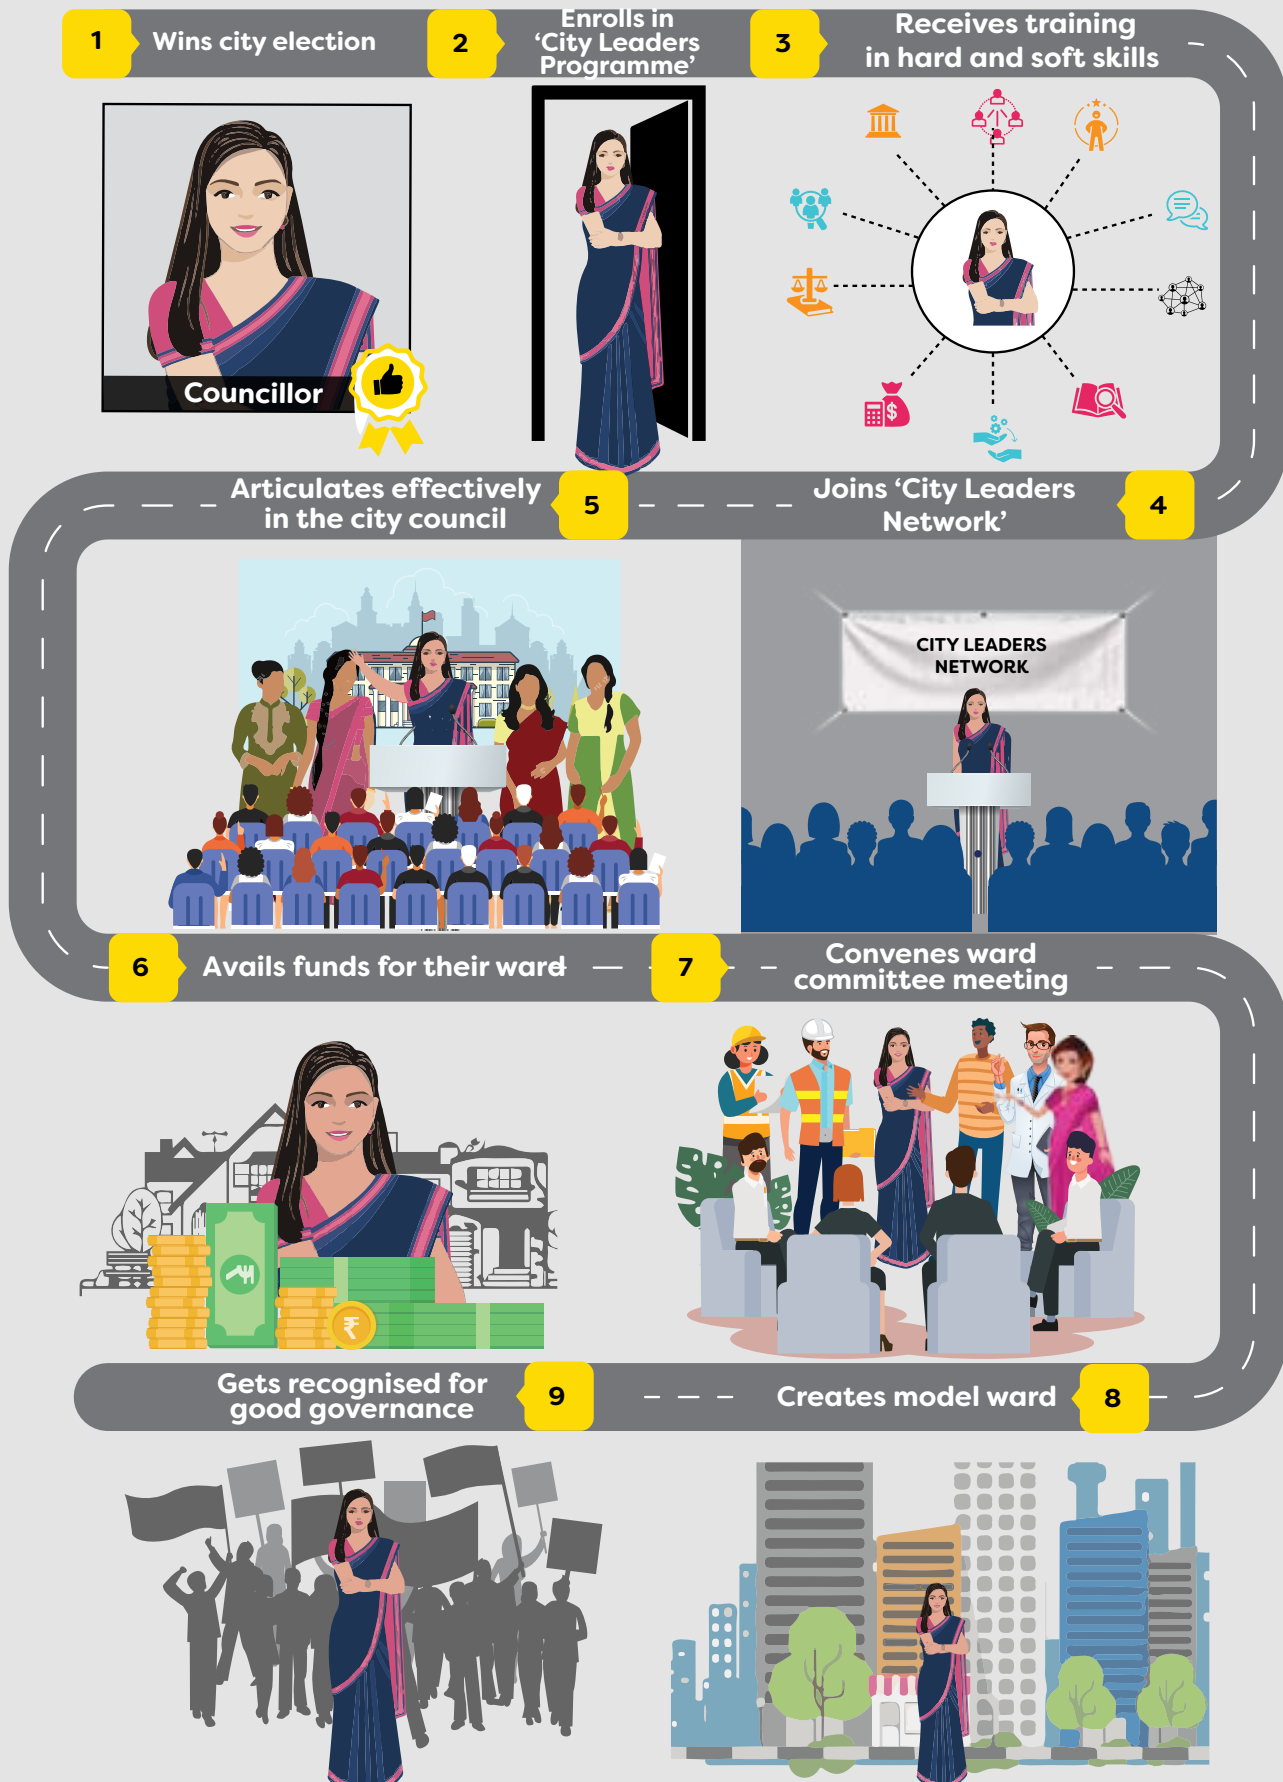 1
Wins city election
2
Enrolls in
‘City Leaders
Programme’
3
Receives training
in hard and soft skills
Councillor
$
4
Joins ‘City Leaders
Network’
CITY LEADERS
NETWORK
5
Articulates effectively
in the city council
6
Avails funds for their ward
₹
7
Convenes ward
committee meeting
8
Creates model ward
9
Gets recognised for
good governance